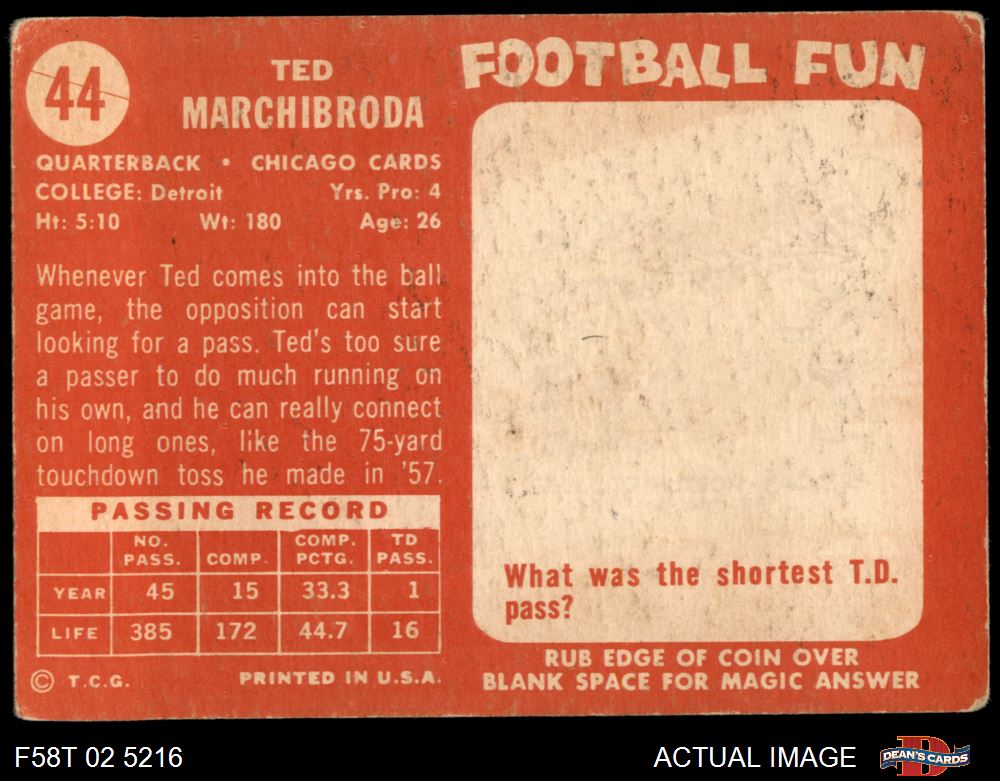 44
TED
MARCHIBRODA
QUARTERBACK • CHICAGO CARDS
COLLEGE: Detroit Yrs. Pro: 4
Ht: 5:10 Wt: 180 Age: 26
Whenever Ted comes into the ball
game, the opposition can start
looking for a pass. Ted's too sure
a passer to do much running on
his own, and he can really connect
on long ones, like the 75-yard
touchdown toss he made in '57.
PASSING RECORD
NO. PASS. COMP. COMP. PCTG. TD PASS.
YEAR 45 15 33.3 1
LIFE 385 172 44.7 16
© T.C.G. PRINTED IN U.S.A.
FOOTBALL FUN
What was the shortest T.D.
pass?
RUB EDGE OF COIN OVER
BLANK SPACE FOR MAGIC ANSWER
F58T 02 5216 ACTUAL IMAGE
D
DEAN'S CARDS